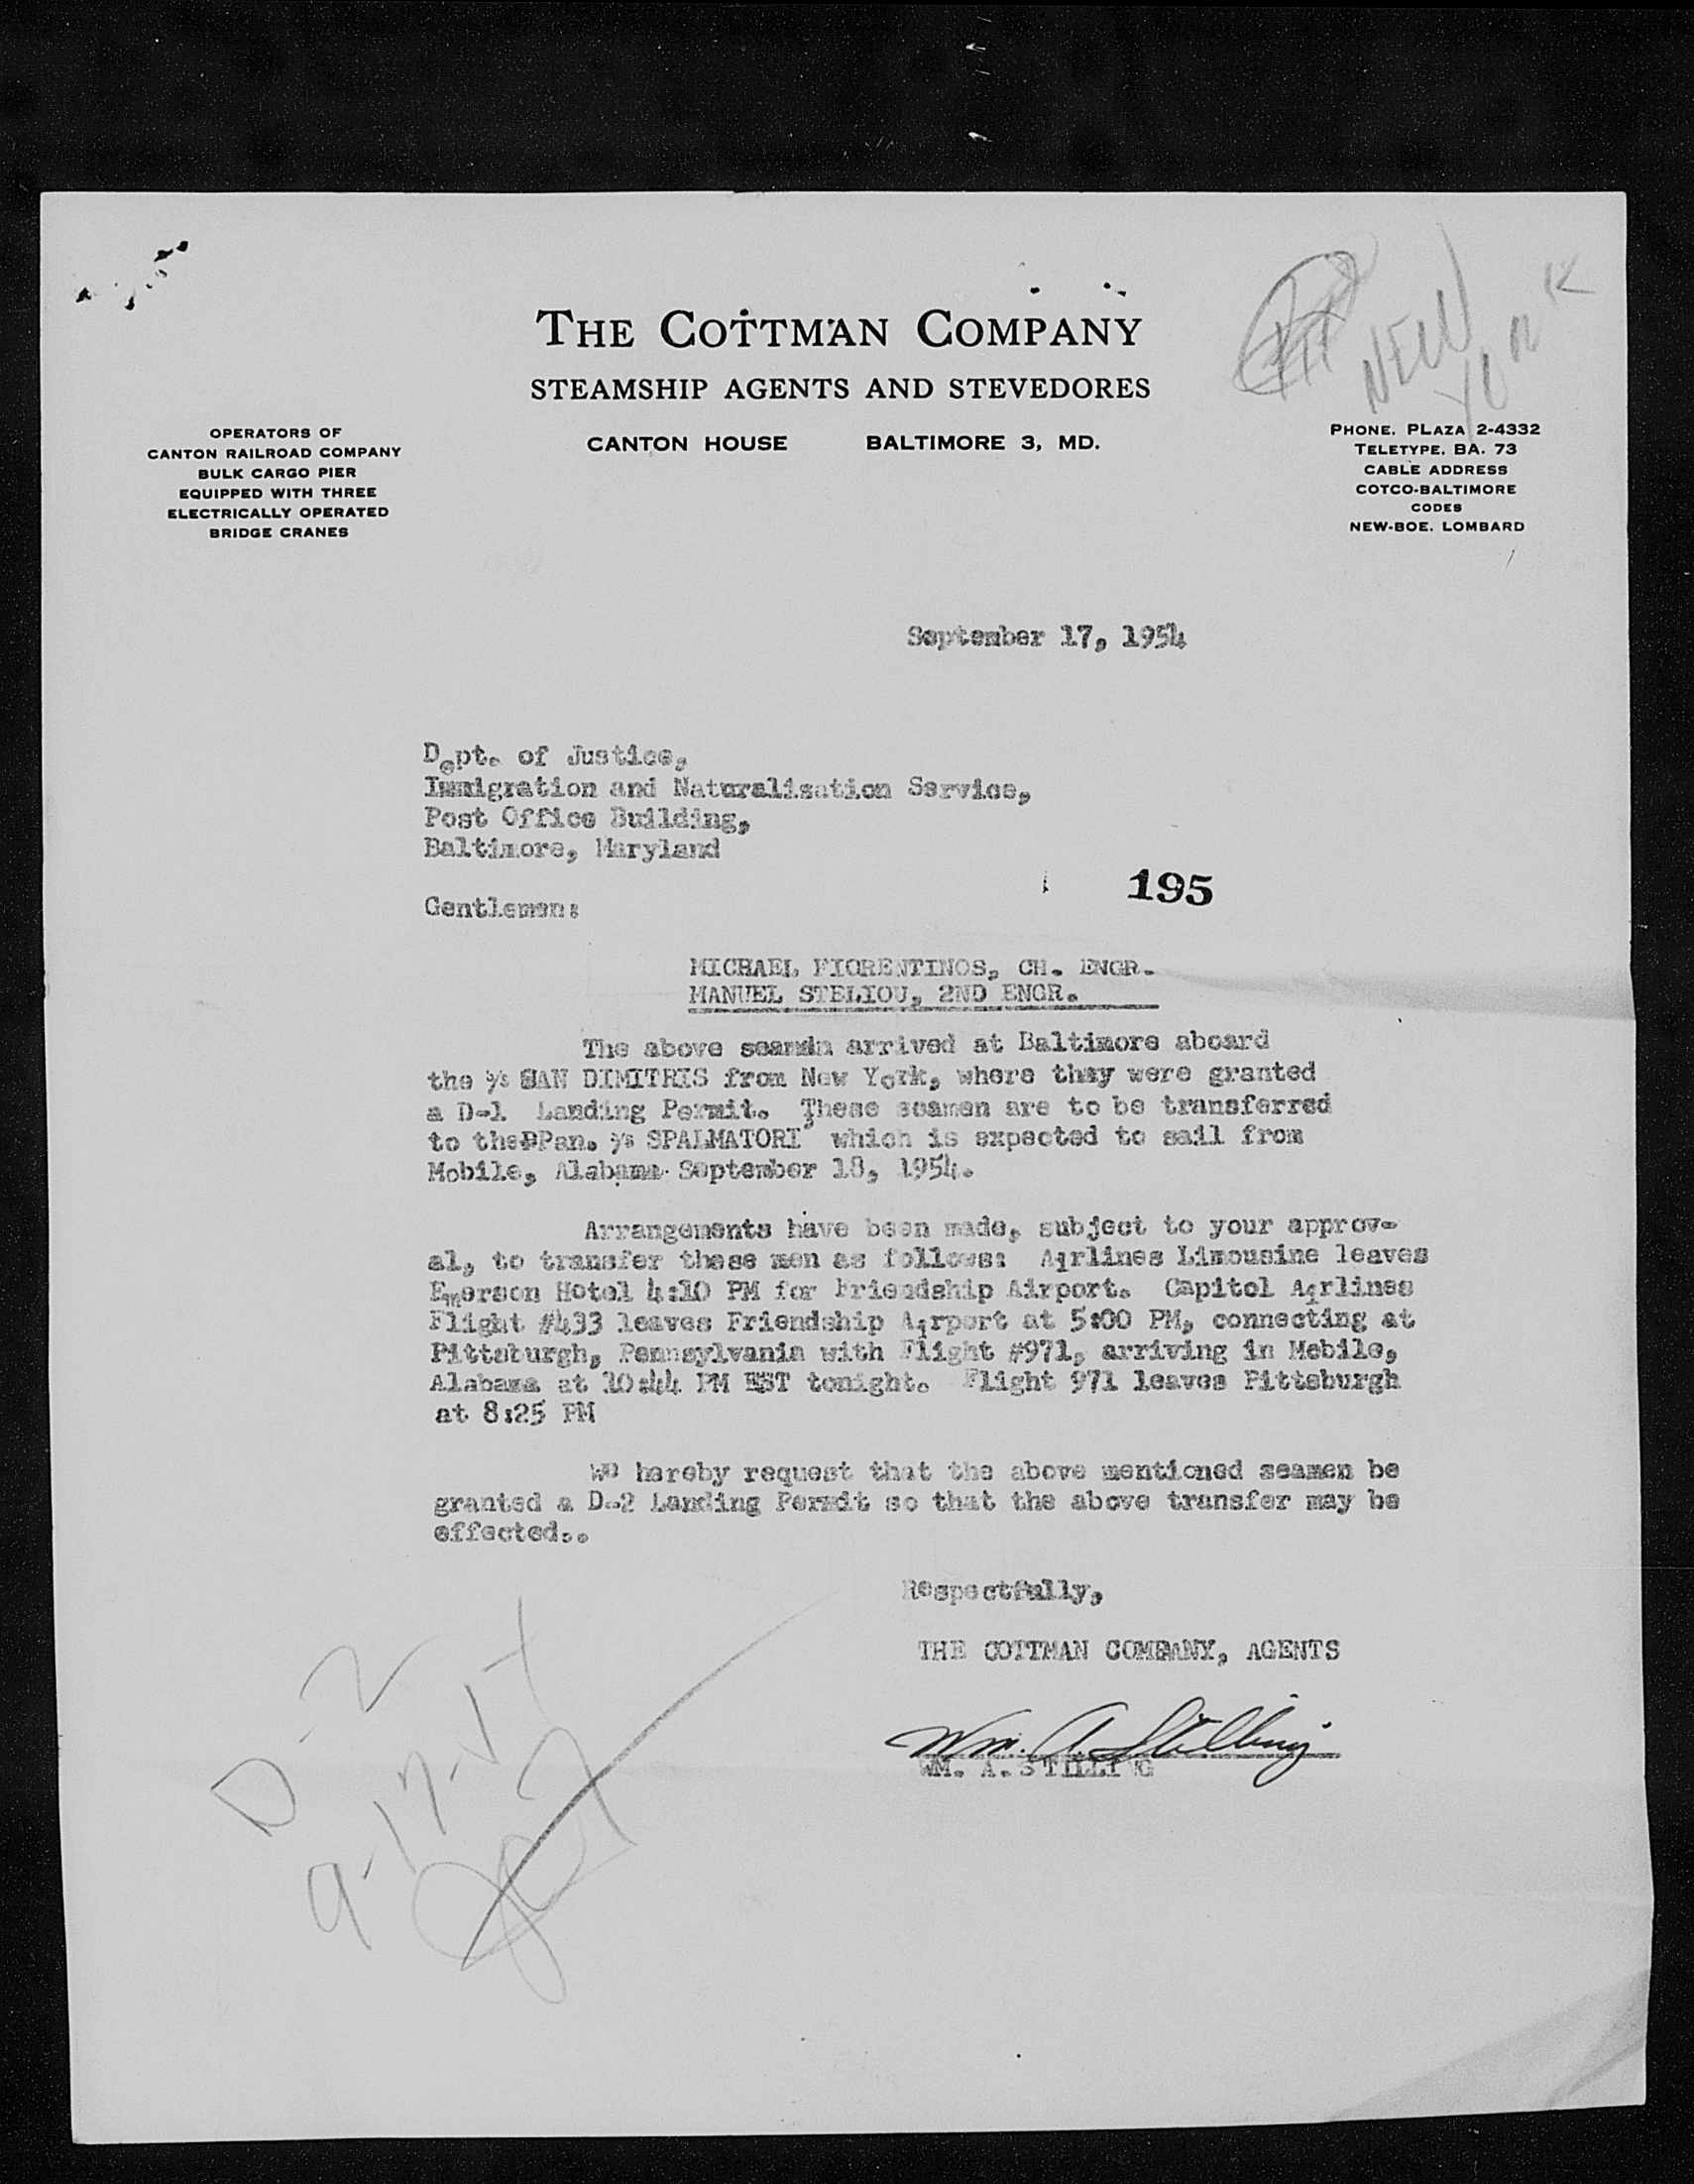 THE COTTMAN COMPANY
STEAMSHIP AGENTS AND STEVEDORES
CANTON HOUSE BALTIMORE 3, MD.
OPERATORS OF
CANTON RAILROAD COMPANY
BULK CARGO PIER
EQUIPPED WITH THREE
ELECTRICALLY OPERATED
BRIDGE CRANES
NEW
YORK
PHONE. PLAZA 2-4332
TELETYPE. BA. 73
CABLE ADDRESS
COTCO-BALTIMORE
CODES
NEW-BOE. LOMBARD
September 17, 1954
Dept. of Justice,
Immigration and Naturalization Service,
Post Office Building,
Baltimore, Maryland
195
Gentlemen:
MICHAEL FIORENTINOS, CH. ENGR.
MANUEL STELIOU, 2ND ENGR.
The above seamen arrived at Baltimore aboard
the s/s SAN DIMITRIS from New York, where they were granted
a D-1 Landing Permit. These seamen are to be transferred
to the Pan. s/s SPALMATORI which is expected to sail from
Mobile, Alabama September 18, 1954.
Arrangements have been made, subject to your approv-
al, to transfer these men as follows: Airlines Limousine leaves
Emerson Hotel 4:10 PM for Friendship Airport. Capitol Airlines
Flight #433 leaves Friendship Airport at 5:00 PM, connecting at
Pittsburgh, Pennsylvania with Flight #971, arriving in Mobile,
Alabama at 10:44 PM EST tonight. Flight 971 leaves Pittsburgh
at 8:25 PM
We hereby request that the above mentioned seamen be
granted a D-2 Landing Permit so that the above transfer may be
effected..
Respectfully,
THE COTTMAN COMPANY, AGENTS
Wm. A. Stilling
WM. A. STILLING
D-2